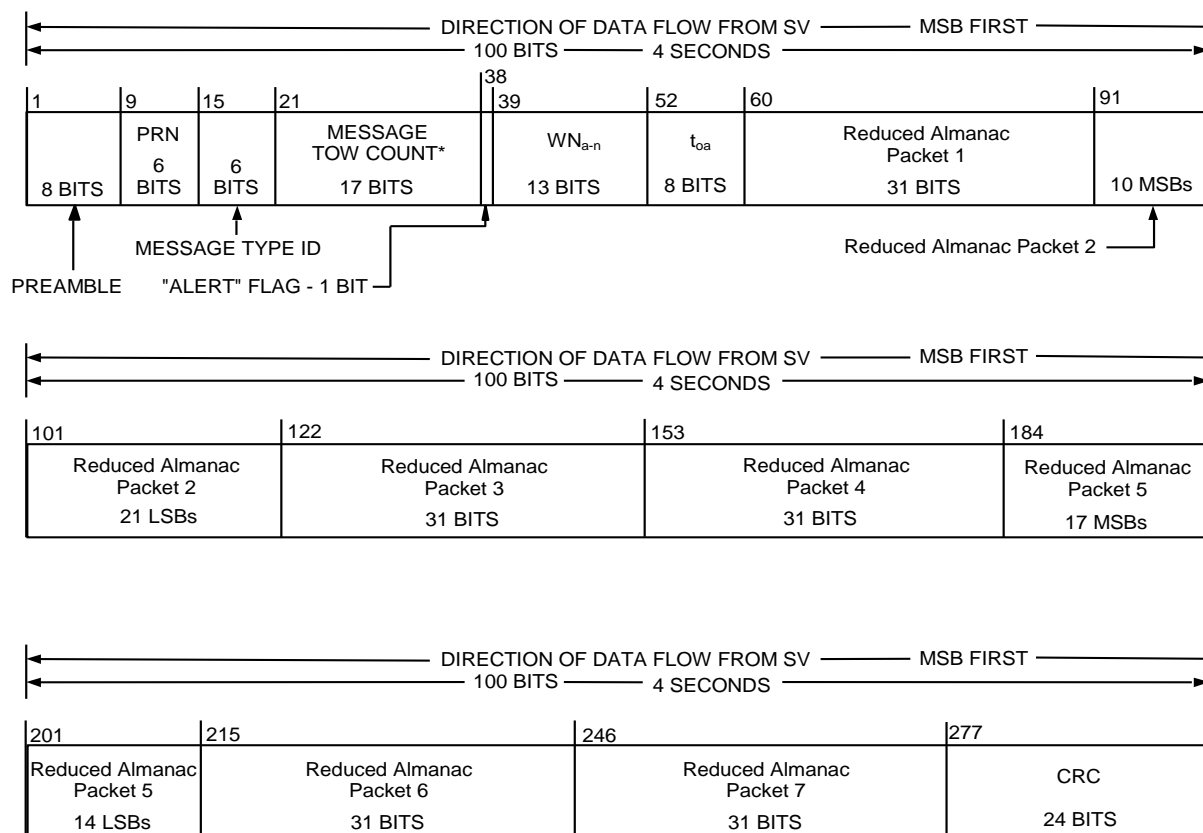 DIRECTION OF DATA FLOW FROM SV MSB FIRST
100 BITS 4 SECONDS
38
1 9 15 21 39 52 60 91
PRN MESSAGE WNa-n toa Reduced Almanac
TOW COUNT* Packet 1
6 6
8 BITS BITS BITS 17 BITS 13 BITS 8 BITS 31 BITS 10 MSBs
MESSAGE TYPE ID Reduced Almanac Packet 2
PREAMBLE "ALERT" FLAG - 1 BIT
DIRECTION OF DATA FLOW FROM SV MSB FIRST
100 BITS 4 SECONDS
101 122 153 184
Reduced Almanac Reduced Almanac Reduced Almanac Reduced Almanac
Packet 2 Packet 3 Packet 4 Packet 5
21 LSBs 31 BITS 31 BITS 17 MSBs
DIRECTION OF DATA FLOW FROM SV MSB FIRST
100 BITS 4 SECONDS
201 215 246 277
Reduced Almanac Reduced Almanac Reduced Almanac CRC
Packet 5 Packet 6 Packet 7
14 LSBs 31 BITS 31 BITS 24 BITS